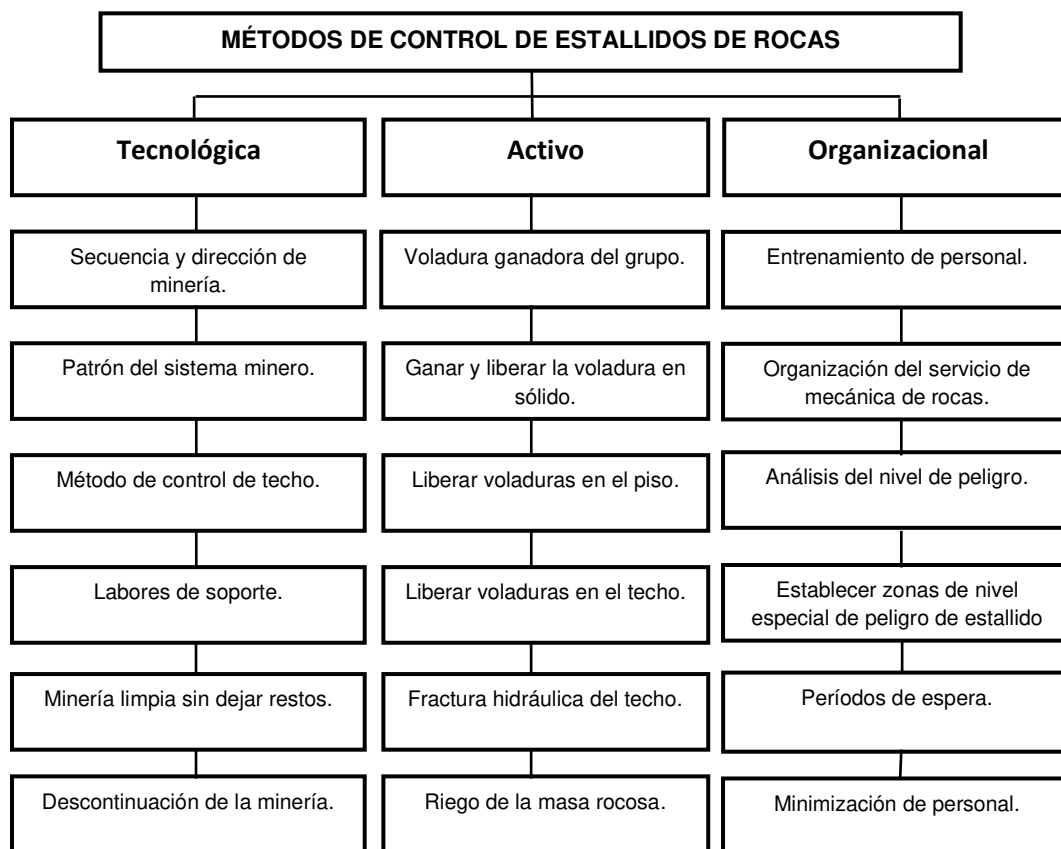 MÉTODOS DE CONTROL DE ESTALLIDOS DE ROCAS
Tecnológica
Secuencia y dirección de
minería.
Patrón del sistema minero.
Método de control de techo.
Labores de soporte.
Minería limpia sin dejar restos.
Descontinuación de la minería.
Activo
Voladura ganadora del grupo.
Ganar y liberar la voladura en
sólido.
Liberar voladuras en el piso.
Liberar voladuras en el techo.
Fractura hidráulica del techo.
Riego de la masa rocosa.
Organizacional
Entrenamiento de personal.
Organización del servicio de
mecánica de rocas.
Análisis del nivel de peligro.
Establecer zonas de nivel
especial de peligro de estallido
Períodos de espera.
Minimización de personal.